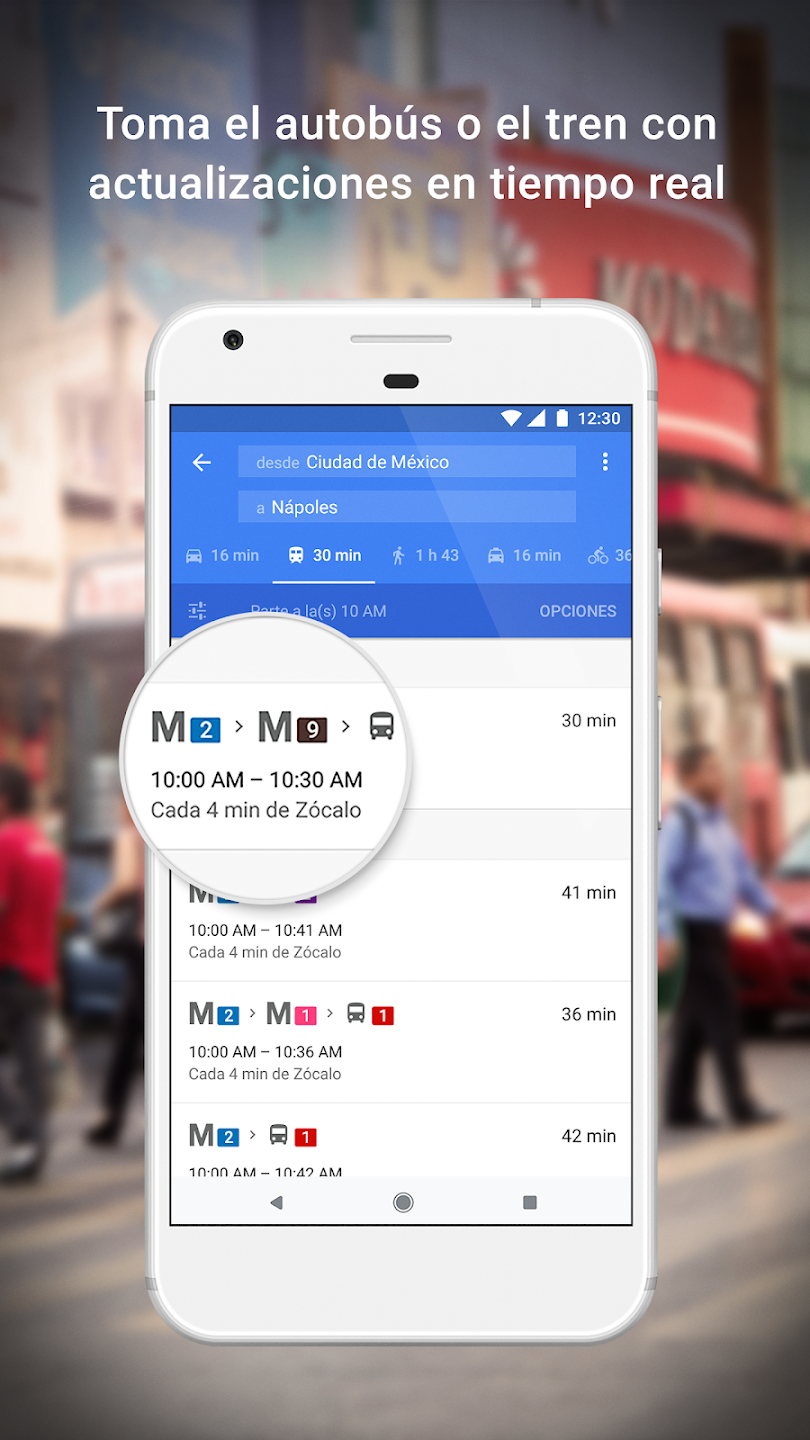 Toma el autobús o el tren con
actualizaciones en tiempo real
12:30
desde Ciudad de México
a Nápoles
16 min 30 min 1 h 43 16 min 36
Parte a la(s) 10 AM OPCIONES
M 2 > M 9 > 30 min
10:00 AM – 10:30 AM
Cada 4 min de Zócalo
41 min
10:00 AM – 10:41 AM
Cada 4 min de Zócalo
M 2 > M 1 > 1 36 min
10:00 AM – 10:36 AM
Cada 4 min de Zócalo
M 2 > 1 42 min
10:00 AM – 10:42 AM